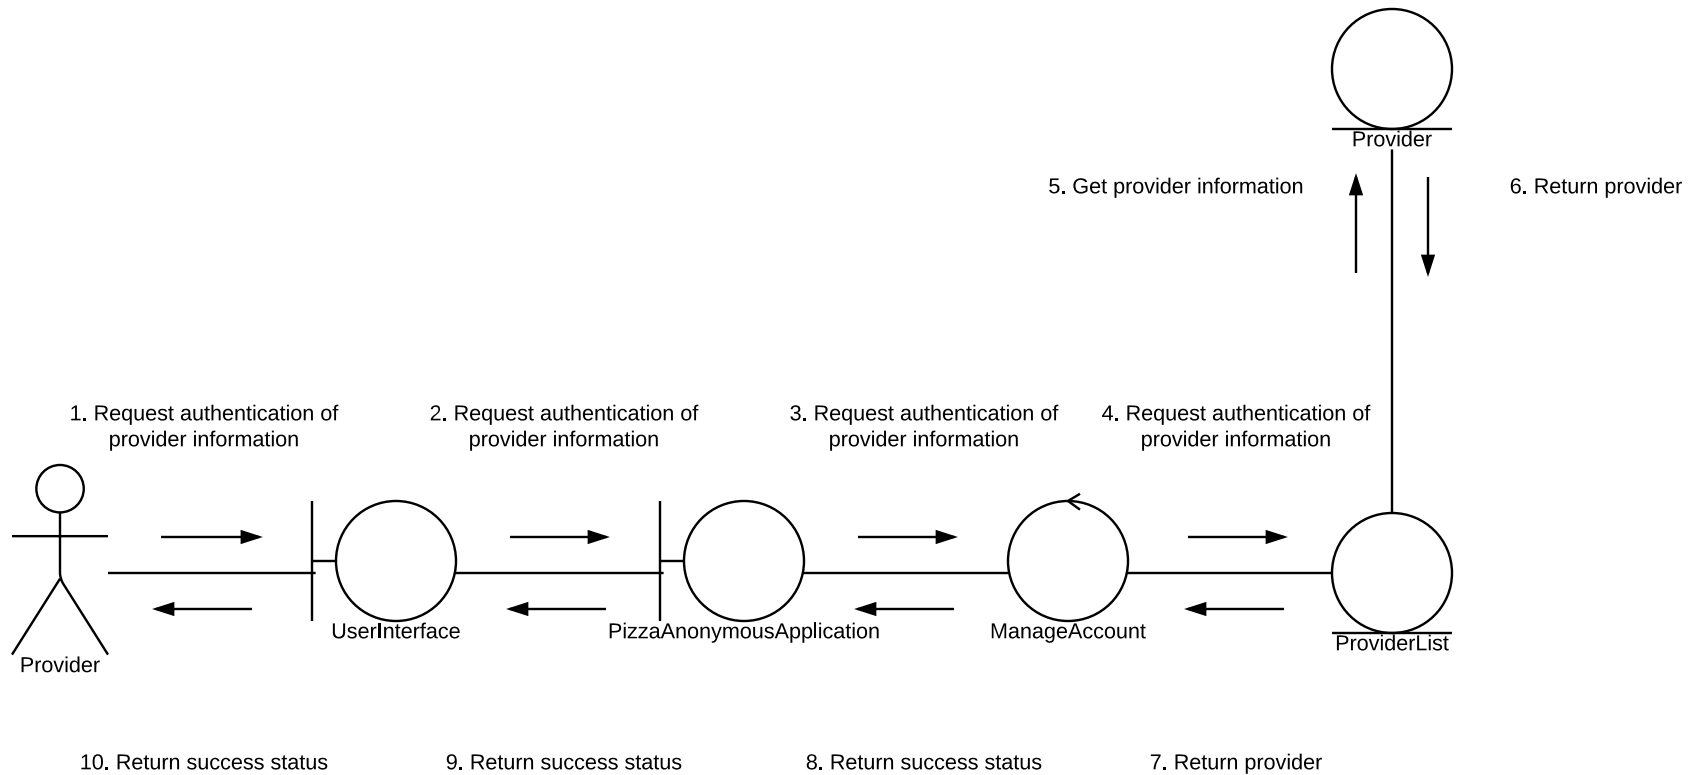 Provider
5. Get provider information
6. Return provider
1. Request authentication of
provider information
2. Request authentication of
provider information
3. Request authentication of
provider information
4. Request authentication of
provider information
UserInterface
PizzaAnonymousApplication
ManageAccount
ProviderList
Provider
10. Return success status
9. Return success status
8. Return success status
7. Return provider